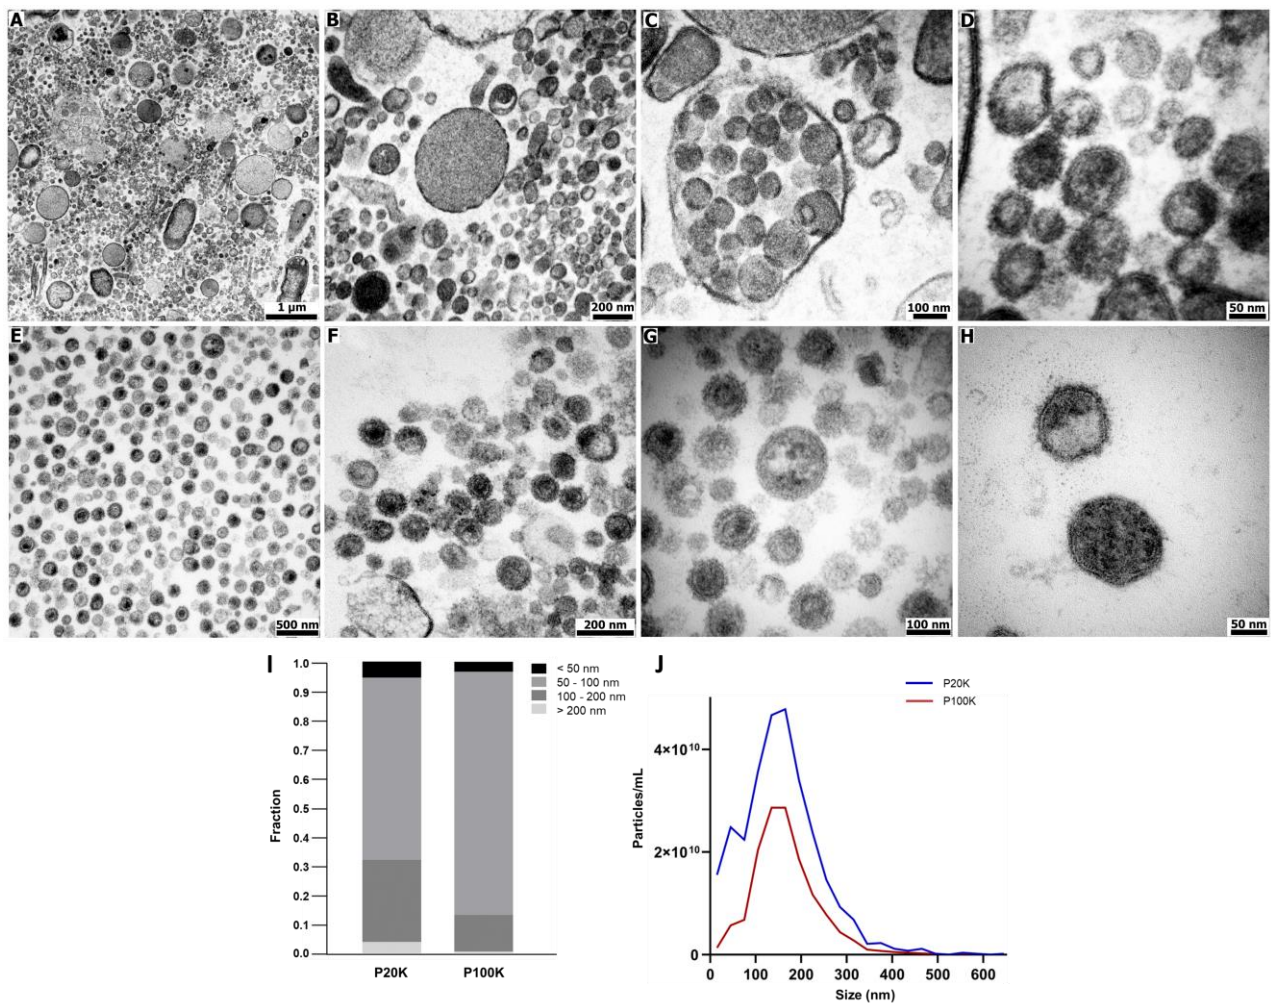 A
B
C
D
1 µm
200 nm
100 nm
50 nm
E
F
G
H
500 nm
200 nm
100 nm
50 nm
I
1.0
0.9
0.8
0.7
0.6
0.5
0.4
0.3
0.2
0.1
0.0
Fraction
P20K
P100K
< 50 nm
50 - 100 nm
100 - 200 nm
> 200 nm
J
P20K
P100K
4×10¹⁰
2×10¹⁰
0
Particles/mL
0 100 200 300 400 500 600
Size (nm)